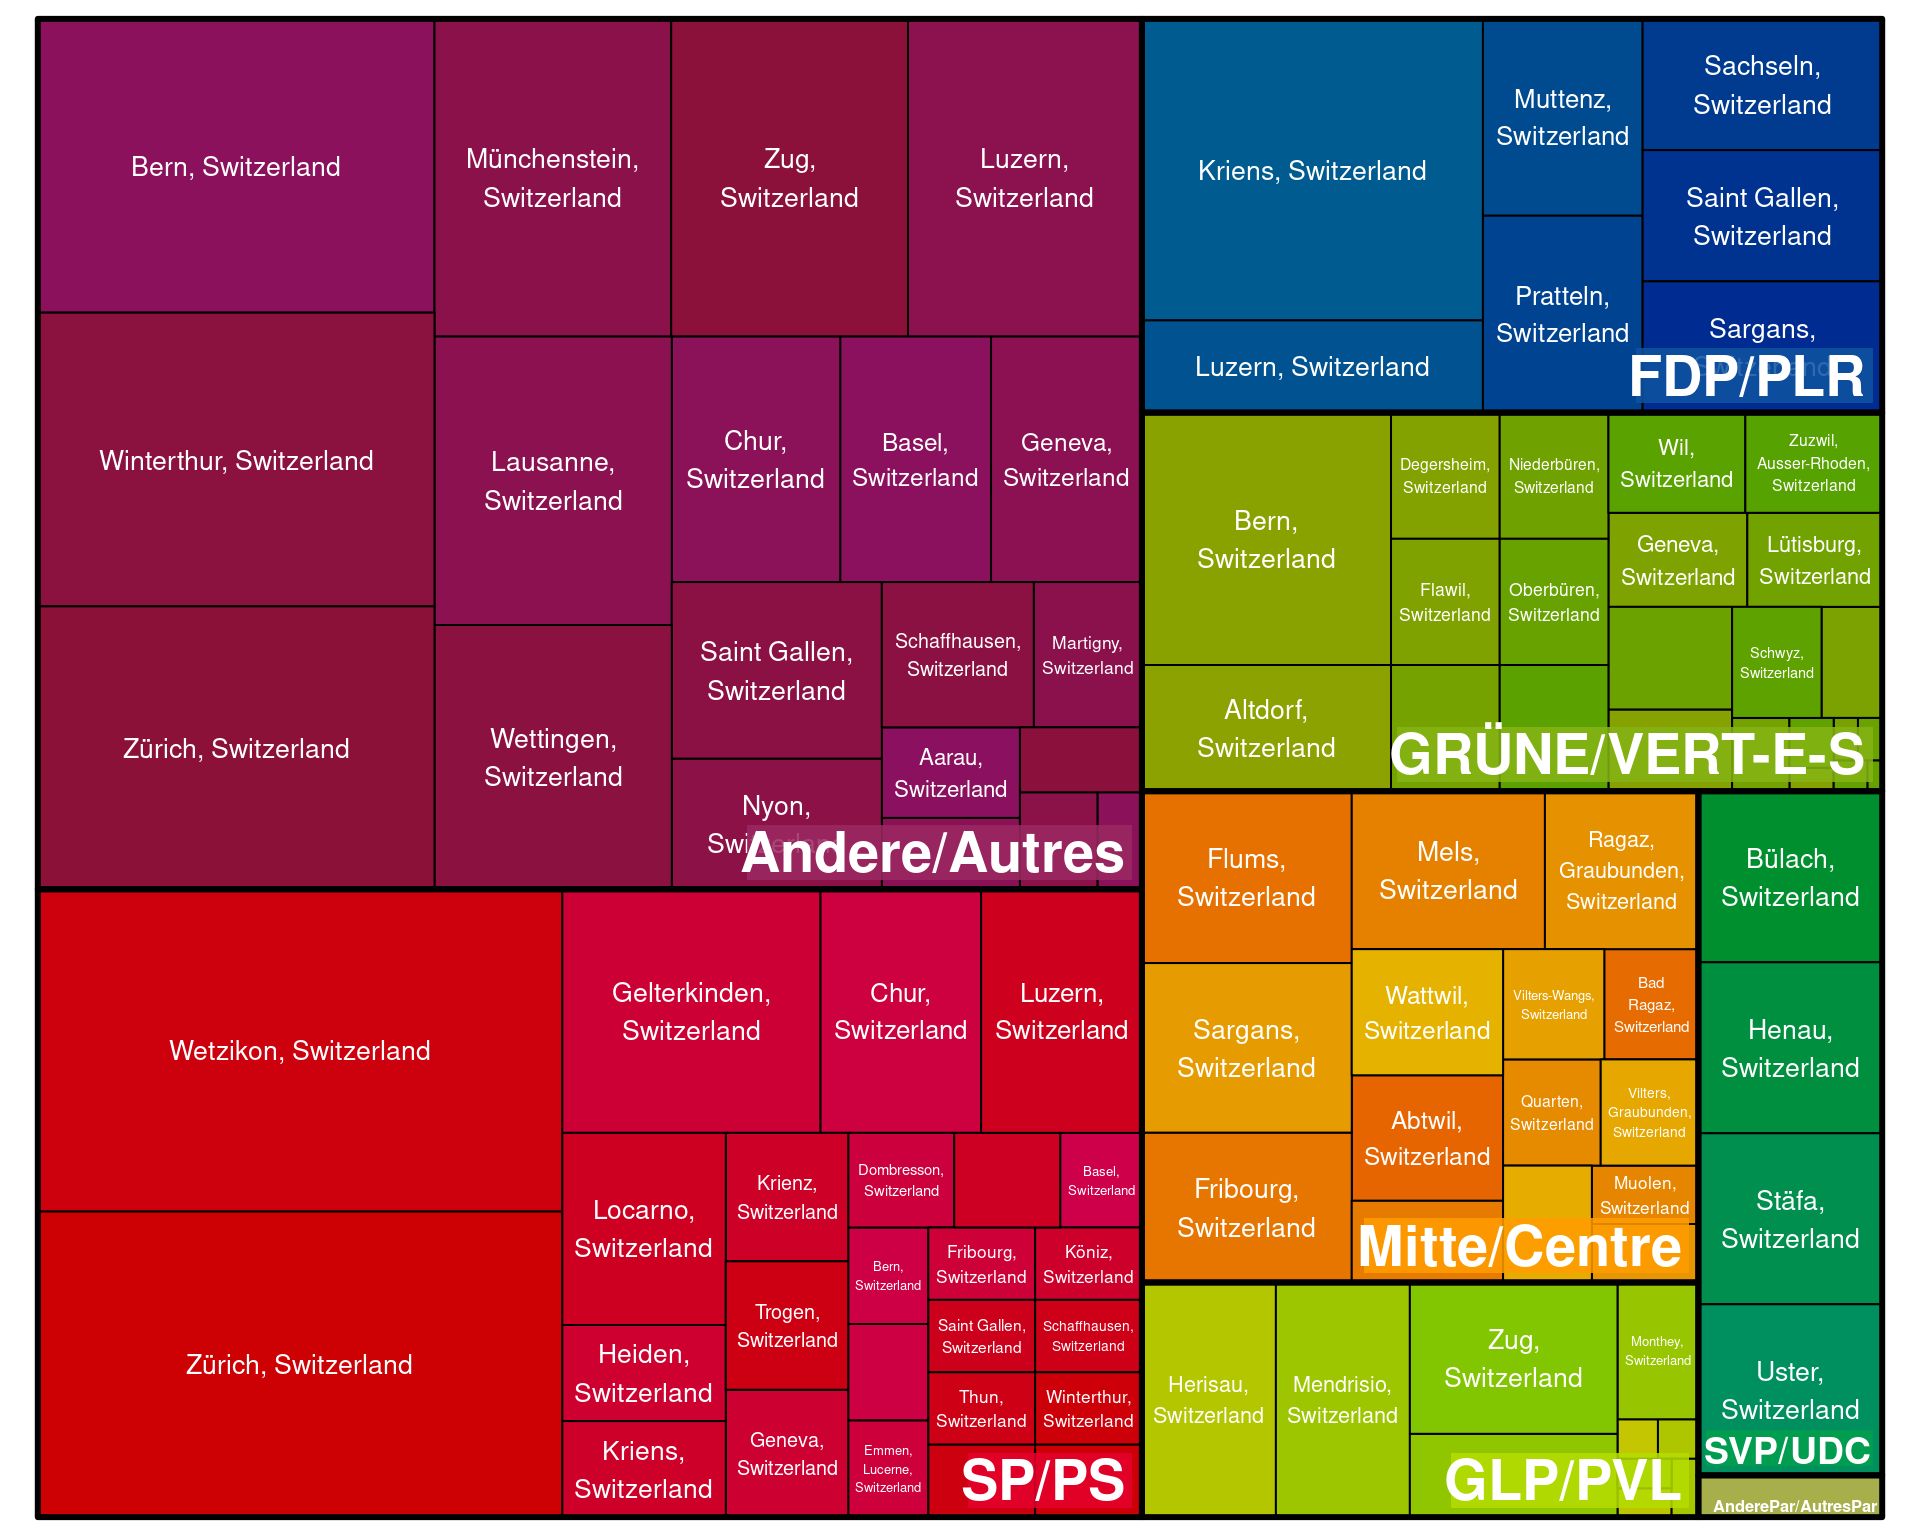 Bern, Switzerland
Münchenstein,
Switzerland
Zug,
Switzerland
Luzern,
Switzerland
Winterthur, Switzerland
Zürich, Switzerland
Lausanne,
Switzerland
Wettingen,
Switzerland
Chur,
Switzerland
Basel,
Switzerland
Geneva,
Switzerland
Saint Gallen,
Switzerland
Schaffhausen,
Switzerland
Martigny,
Switzerland
Aarau,
Switzerland
Nyon,
Andere/Autres
Kriens, Switzerland
Luzern, Switzerland
Muttenz,
Switzerland
Pratteln,
Switzerland
Sachseln,
Switzerland
Saint Gallen,
Switzerland
Sargans,
FDP/PLR
Bern,
Switzerland
Altdorf,
Switzerland
Degersheim,
Switzerland
Niederbüren,
Switzerland
Flawil,
Switzerland
Oberbüren,
Switzerland
Wil,
Switzerland
Zuzwil,
Ausser-Rhoden,
Switzerland
Geneva,
Switzerland
Lütisburg,
Switzerland
Schwyz,
Switzerland
GRÜNE/VERT-E-S
Wetzikon, Switzerland
Zürich, Switzerland
Gelterkinden,
Switzerland
Chur,
Switzerland
Luzern,
Switzerland
Locarno,
Switzerland
Heiden,
Switzerland
Kriens,
Switzerland
Krienz,
Switzerland
Trogen,
Switzerland
Geneva,
Switzerland
Dombresson,
Switzerland
Basel,
Switzerland
Bern,
Switzerland
Fribourg,
Switzerland
Köniz,
Switzerland
Saint Gallen,
Switzerland
Schaffhausen,
Switzerland
Thun,
Switzerland
Winterthur,
Switzerland
Emmen,
Lucerne,
Switzerland
SP/PS
Flums,
Switzerland
Sargans,
Switzerland
Fribourg,
Switzerland
Mels,
Switzerland
Ragaz,
Graubunden,
Switzerland
Wattwil,
Switzerland
Abtwil,
Switzerland
Vilters-Wangs,
Switzerland
Bad
Ragaz,
Switzerland
Quarten,
Switzerland
Vilters,
Graubunden,
Switzerland
Muolen,
Switzerland
Mitte/Centre
Herisau,
Switzerland
Mendrisio,
Switzerland
Zug,
Switzerland
Monthey,
Switzerland
GLP/PVL
Bülach,
Switzerland
Henau,
Switzerland
Stäfa,
Switzerland
Uster,
Switzerland
SVP/UDC
AnderePar/AutresPar